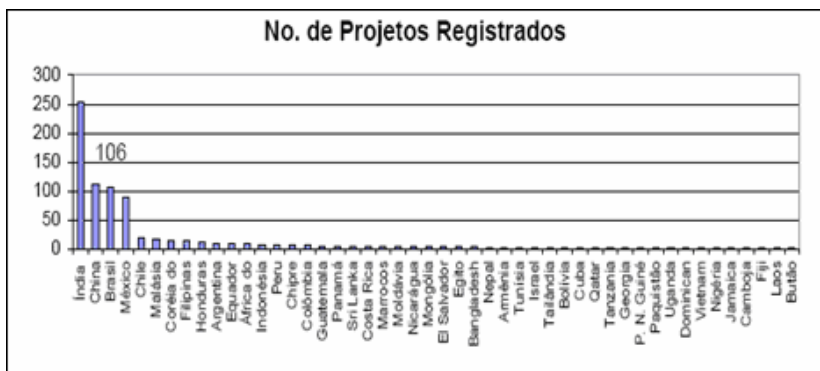 No. de Projetos Registrados
300
250
200
150
100
50
0
106
Índia
China
Brasil
México
Chile
Malásia
Coréia do
Filipinas
Honduras
Argentina
Equador
África do
Indonésia
Peru
Chipre
Colômbia
Guatemala
Panamá
Sri Lanka
Costa Rica
Marrocos
Moldávia
Nicarágua
Mongólia
El Salvador
Egito
Bangladesh
Nepal
Armênia
Tunísia
Israel
Tailândia
Bolívia
Cuba
Qatar
Tanzania
Georgia
P. N. Guiné
Paquistão
Uganda
Dominican
Vietnam
Nigéria
Jamaica
Camboja
Fiji
Laos
Butão